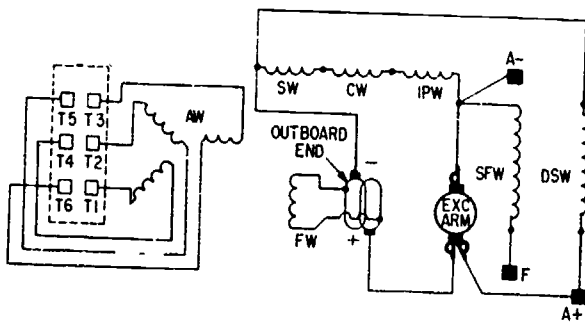 T5 T3
T4 T2
T6 T1
AW
SW CW IPW
A-
OUTBOARD
END
-
+
FW
EXC
ARM
SFW
DSW
F
A+